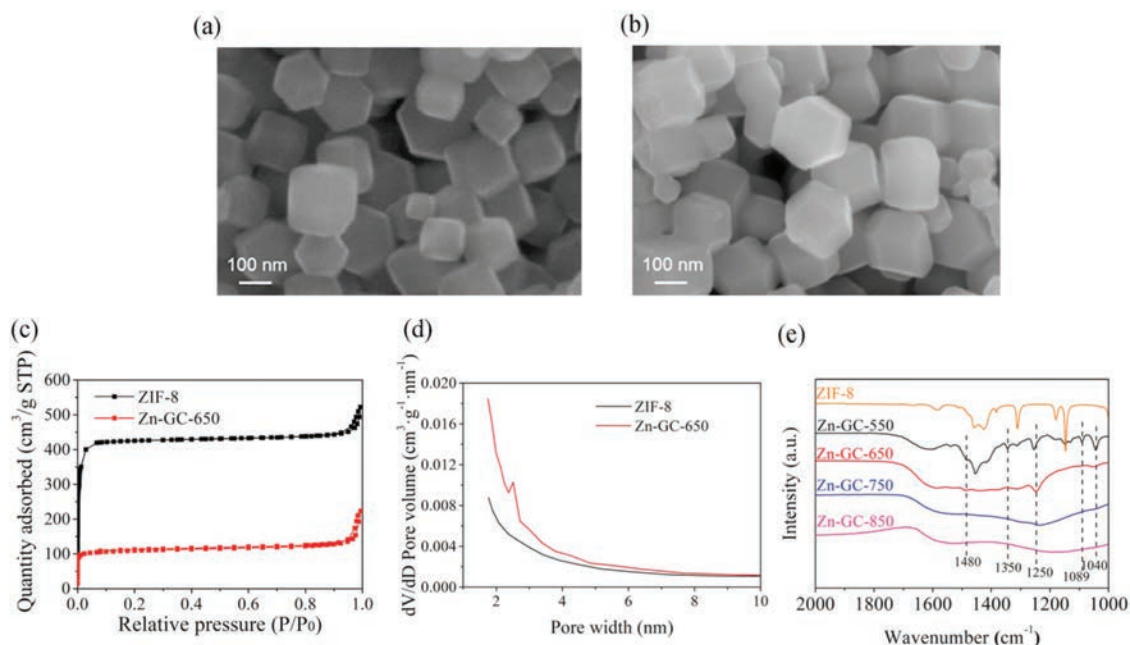 (a)
(b)
100 nm
100 nm
(c)
(d)
(e)
Quantity adsorbed (cm³/g STP)
600
500
400
300
200
100
0
ZIF-8
Zn-GC-650
0.0 0.2 0.4 0.6 0.8 1.0
Relative pressure (P/P₀)
dV/dD Pore volume (cm³·g⁻¹·nm⁻¹)
0.020
0.016
0.012
0.008
0.004
0.000
ZIF-8
Zn-GC-650
2 4 6 8 10
Pore width (nm)
Intensity (a.u.)
ZIF-8
Zn-GC-550
Zn-GC-650
Zn-GC-750
Zn-GC-850
1480 1350 1250 1089 1040
2000 1800 1600 1400 1200 1000
Wavenumber (cm⁻¹)